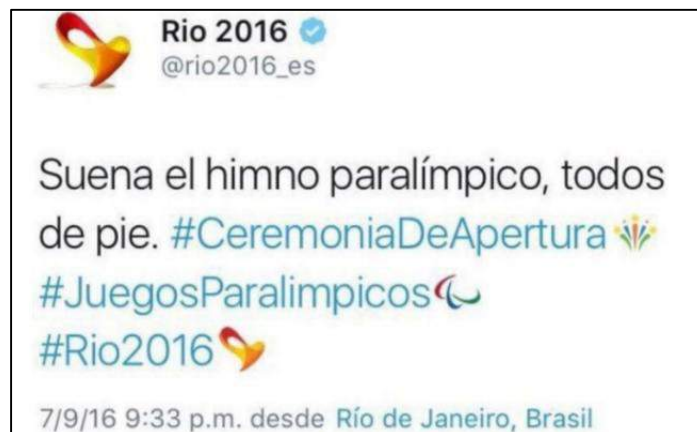 Rio 2016
@rio2016_es
Suena el himno paralímpico, todos
de pie. #CeremoniaDeApertura
#JuegosParalimpicos
#Rio2016
7/9/16 9:33 p.m. desde Río de Janeiro, Brasil